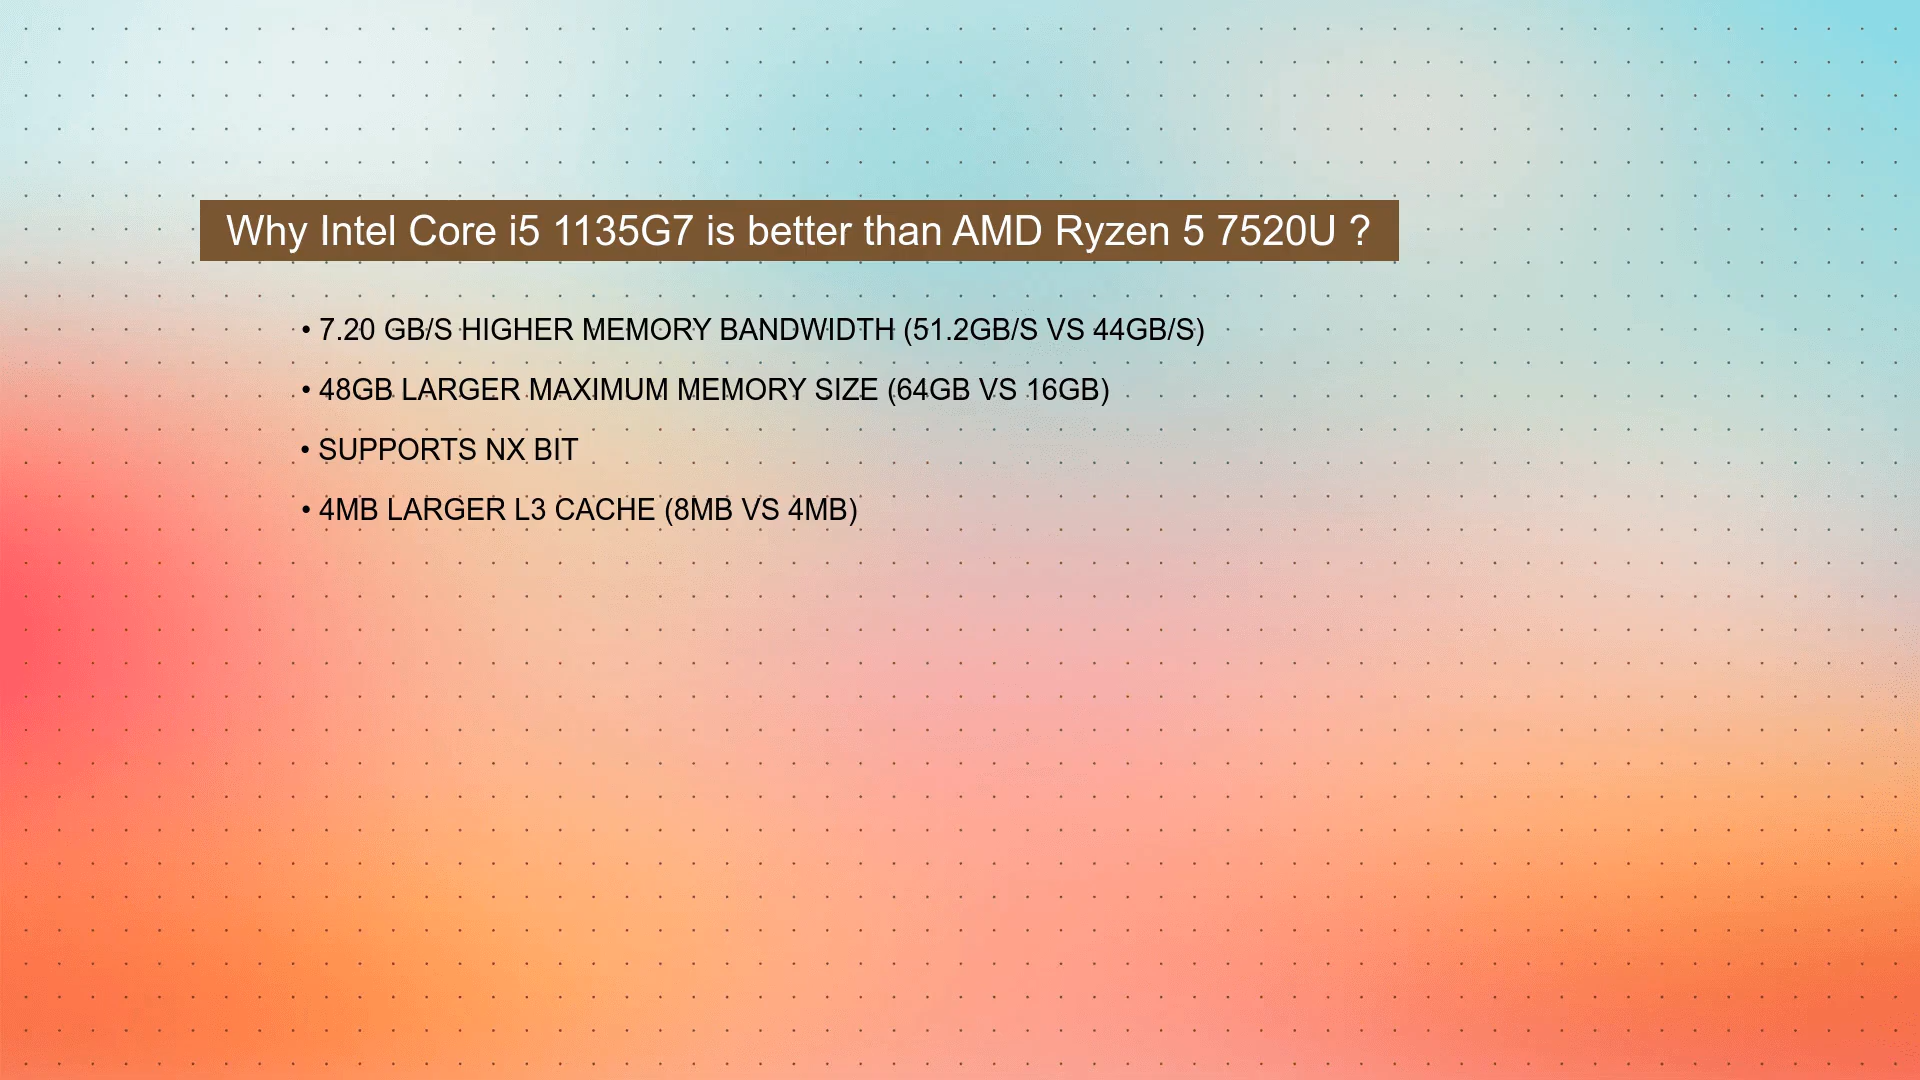 Why Intel Core i5 1135G7 is better than AMD Ryzen 5 7520U ?
• 7.20 GB/S HIGHER MEMORY BANDWIDTH (51.2GB/S VS 44GB/S)
• 48GB LARGER MAXIMUM MEMORY SIZE (64GB VS 16GB)
• SUPPORTS NX BIT
• 4MB LARGER L3 CACHE (8MB VS 4MB)